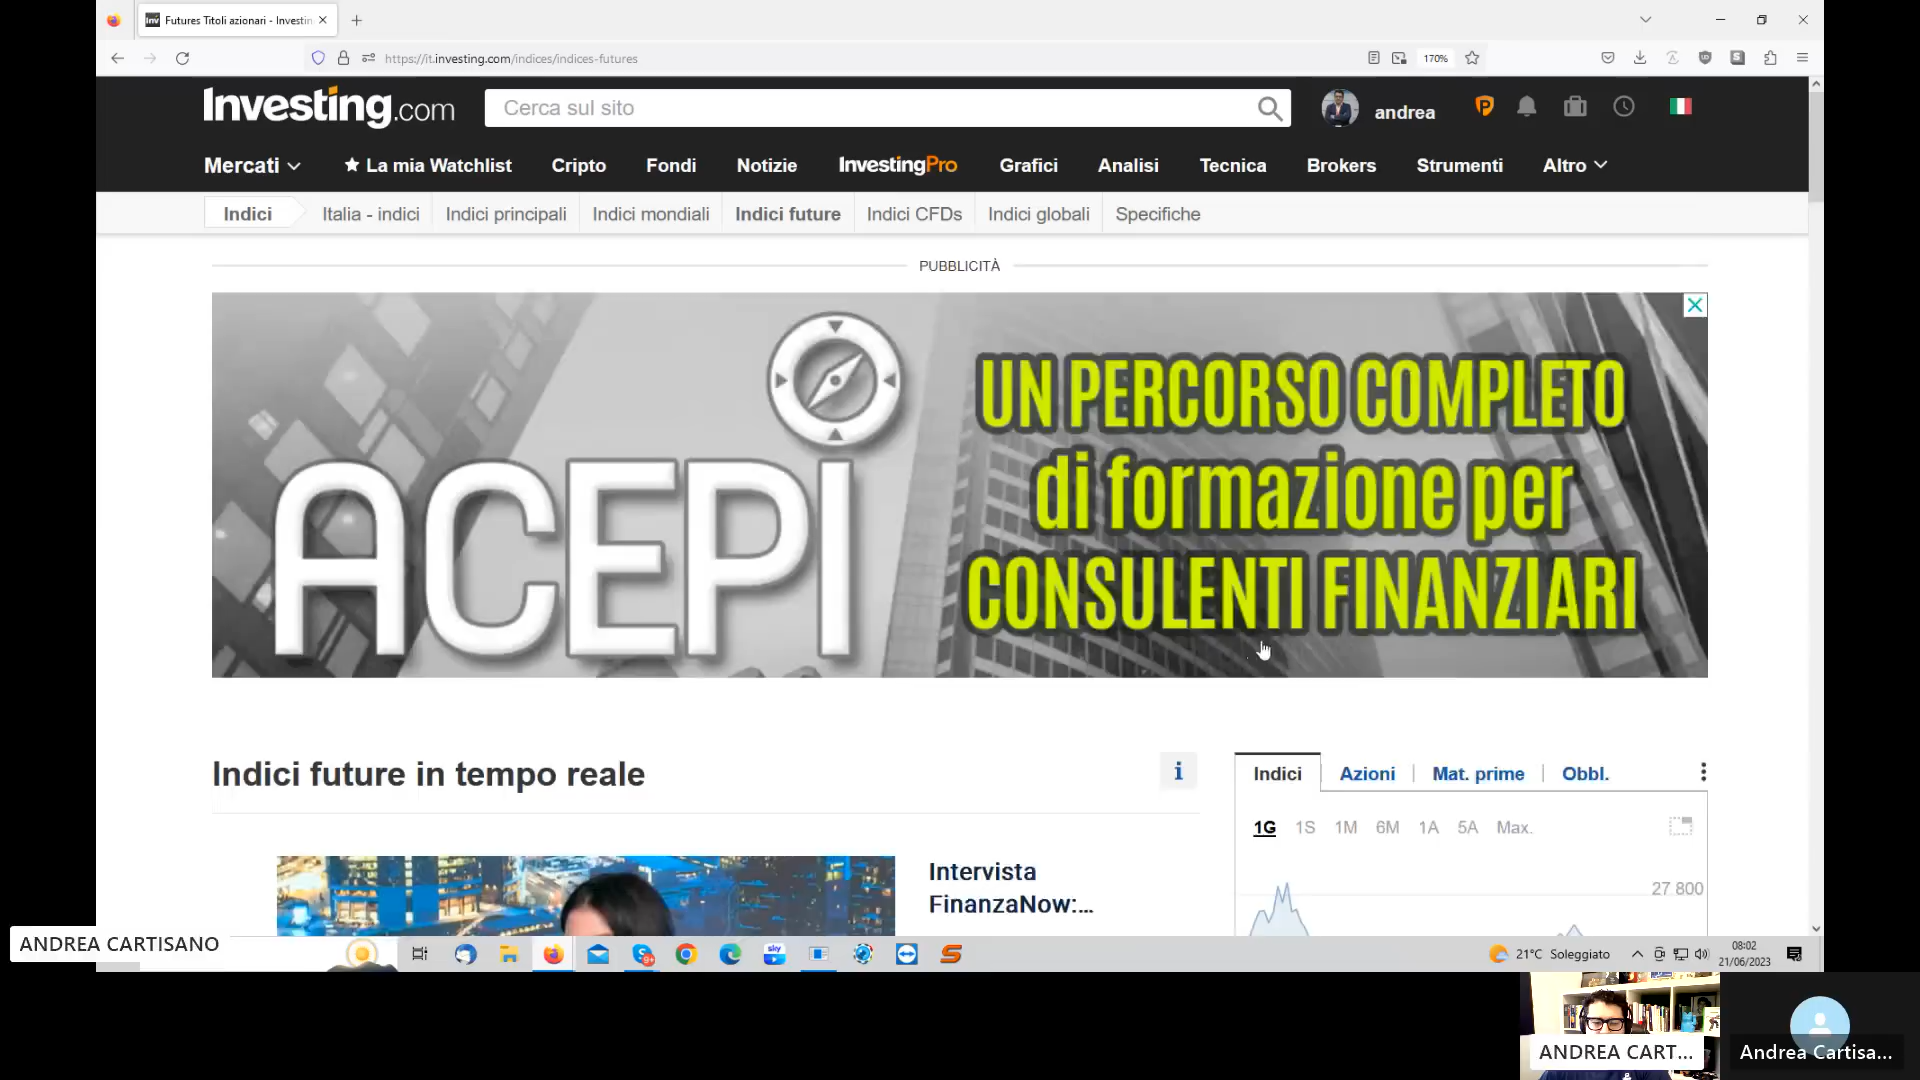 Futures Titoli azionari - Investin
https://it.investing.com/indices/indices-futures
170%
Investing.com
Cerca sul sito
andrea
Mercati
La mia Watchlist
Cripto
Fondi
Notizie
InvestingPro
Grafici
Analisi
Tecnica
Brokers
Strumenti
Altro
Indici
Italia - indici
Indici principali
Indici mondiali
Indici future
Indici CFDs
Indici globali
Specifiche
PUBBLICITÀ
ACEPI
UN PERCORSO COMPLETO
di formazione per
CONSULENTI FINANZIARI
Indici future in tempo reale
i
Indici
Azioni
Mat. prime
Obbl.
1G
1S
1M
6M
1A
5A
Max.
27 800
Intervista
FinanzaNow:...
ANDREA CARTISANO
sky
9+
21°C Soleggiato
08:02
21/06/2023
ANDREA CART...
Andrea Cartisa...